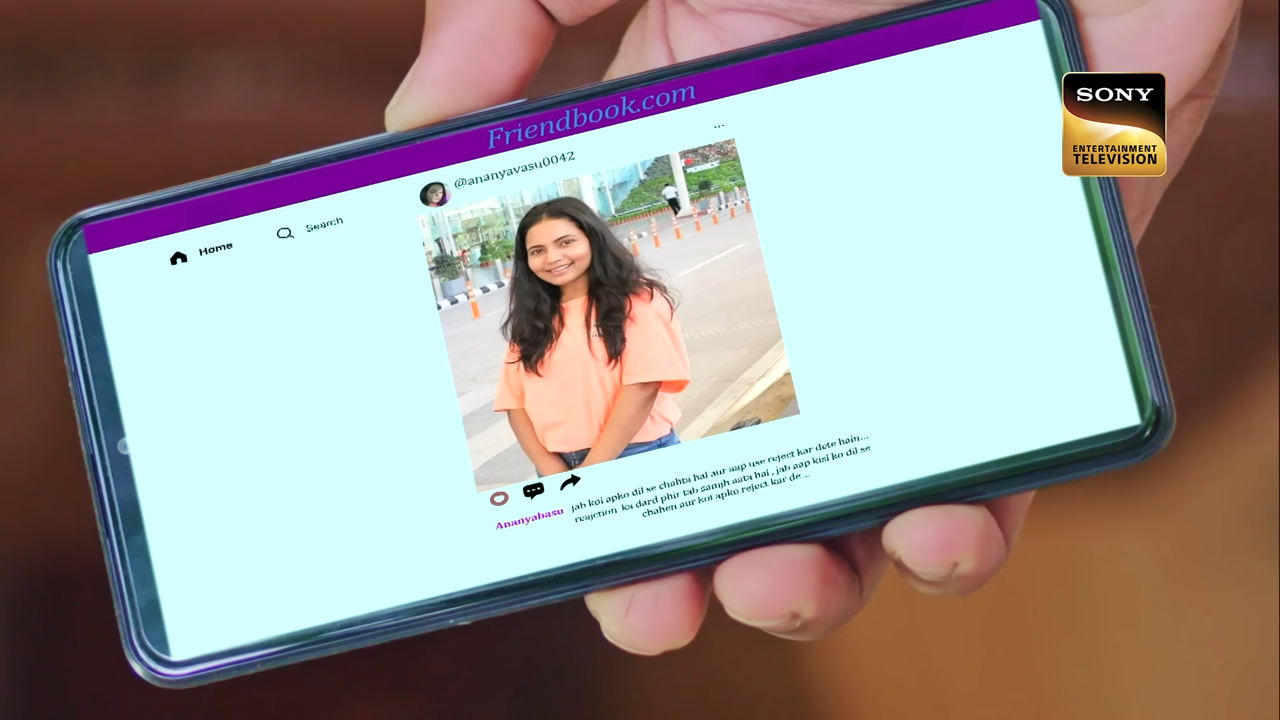 SONY
ENTERTAINMENT
TELEVISION
Friendbook.com
...
@ananyavasu0042
Home
Search
Ananyabasu jab koi apko dil se chahta hai aur aap use reject kar dete hain...
reajction ka dard phir tab samjh aata hai , jab aap kisi ko dil se
chahen aur koi apko reject kar de...